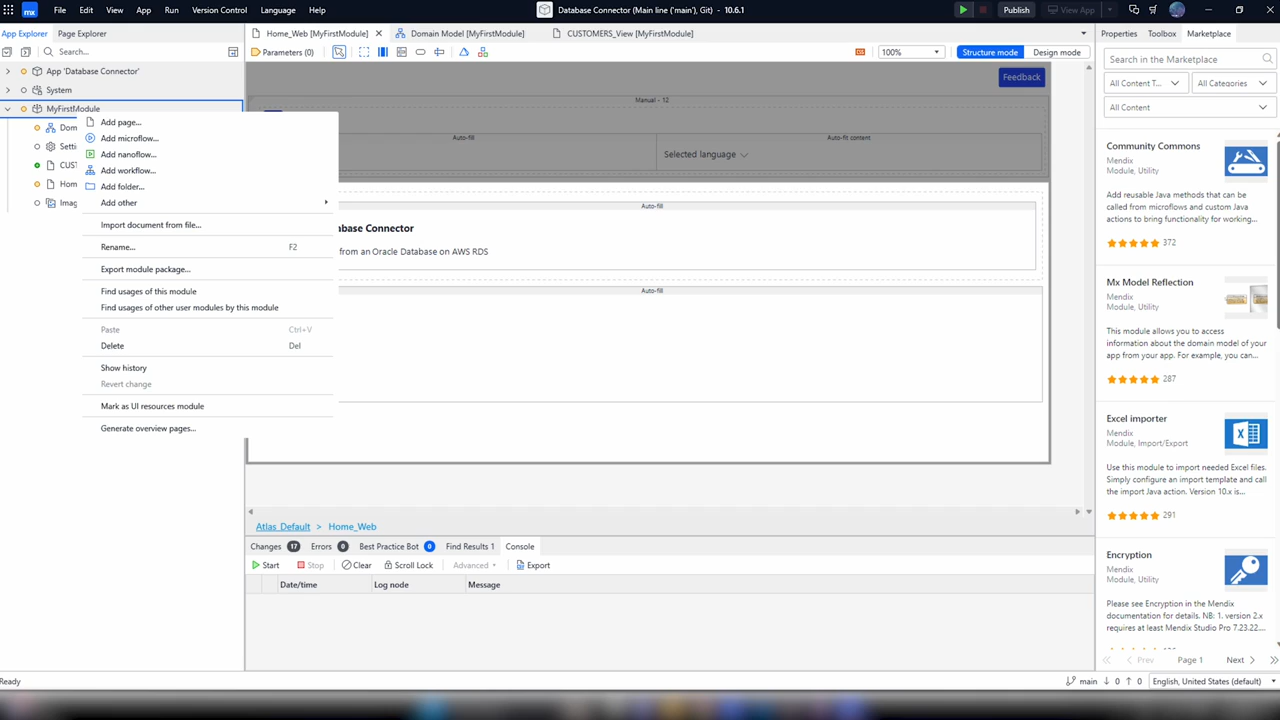 mx File Edit View App Run Version Control Language Help Database Connector (Main line ('main'), Git) - 10.6.1 Publish View App
App Explorer Page Explorer Home_Web [MyFirstModule] Domain Model [MyFirstModule] CUSTOMERS_View [MyFirstModule] Properties Toolbox Marketplace
Search... Parameters (0) 100% Structure mode Design mode
Search in the Marketplace
App 'Database Connector'
Feedback
All Content T... All Categories
System
Manual - 12
All Content
MyFirstModule
Dom
Setti
CUST
Hom
Imag
Add page...
Add microflow...
Add nanoflow...
Add workflow...
Add folder...
Add other
Import document from file...
Rename... F2
Export module package...
Find usages of this module
Find usages of other user modules by this module
Paste Ctrl+V
Delete Del
Show history
Revert change
Mark as UI resources module
Generate overview pages...
Auto-fill Auto-fit content
Selected language
Auto-fill
abase Connector
from an Oracle Database on AWS RDS
Auto-fill
Atlas_Default > Home_Web
Changes 17 Errors 0 Best Practice Bot 0 Find Results 1 Console
Start Stop Clear Scroll Lock Advanced Export
Date/time Log node Message
Community Commons
Mendix
Module, Utility
Add reusable Java methods that can be
called from microflows and custom Java
actions to bring functionality for working...
372
Mx Model Reflection
Mendix
Module, Utility
This module allows you to access
information about the domain model of your
app from your app. For example, you can...
287
Excel importer
Mendix
Module, Import/Export
Use this module to import needed Excel files.
Simply configure an import template and call
the import Java action. Version 10.x is...
291
Encryption
Mendix
Module, Utility
Please see Encryption in the Mendix
documentation for details. NB: 1. version 2.x
requires at least Mendix Studio Pro 7.23.22...
Prev Page 1 Next
Ready main 0 0 English, United States (default)